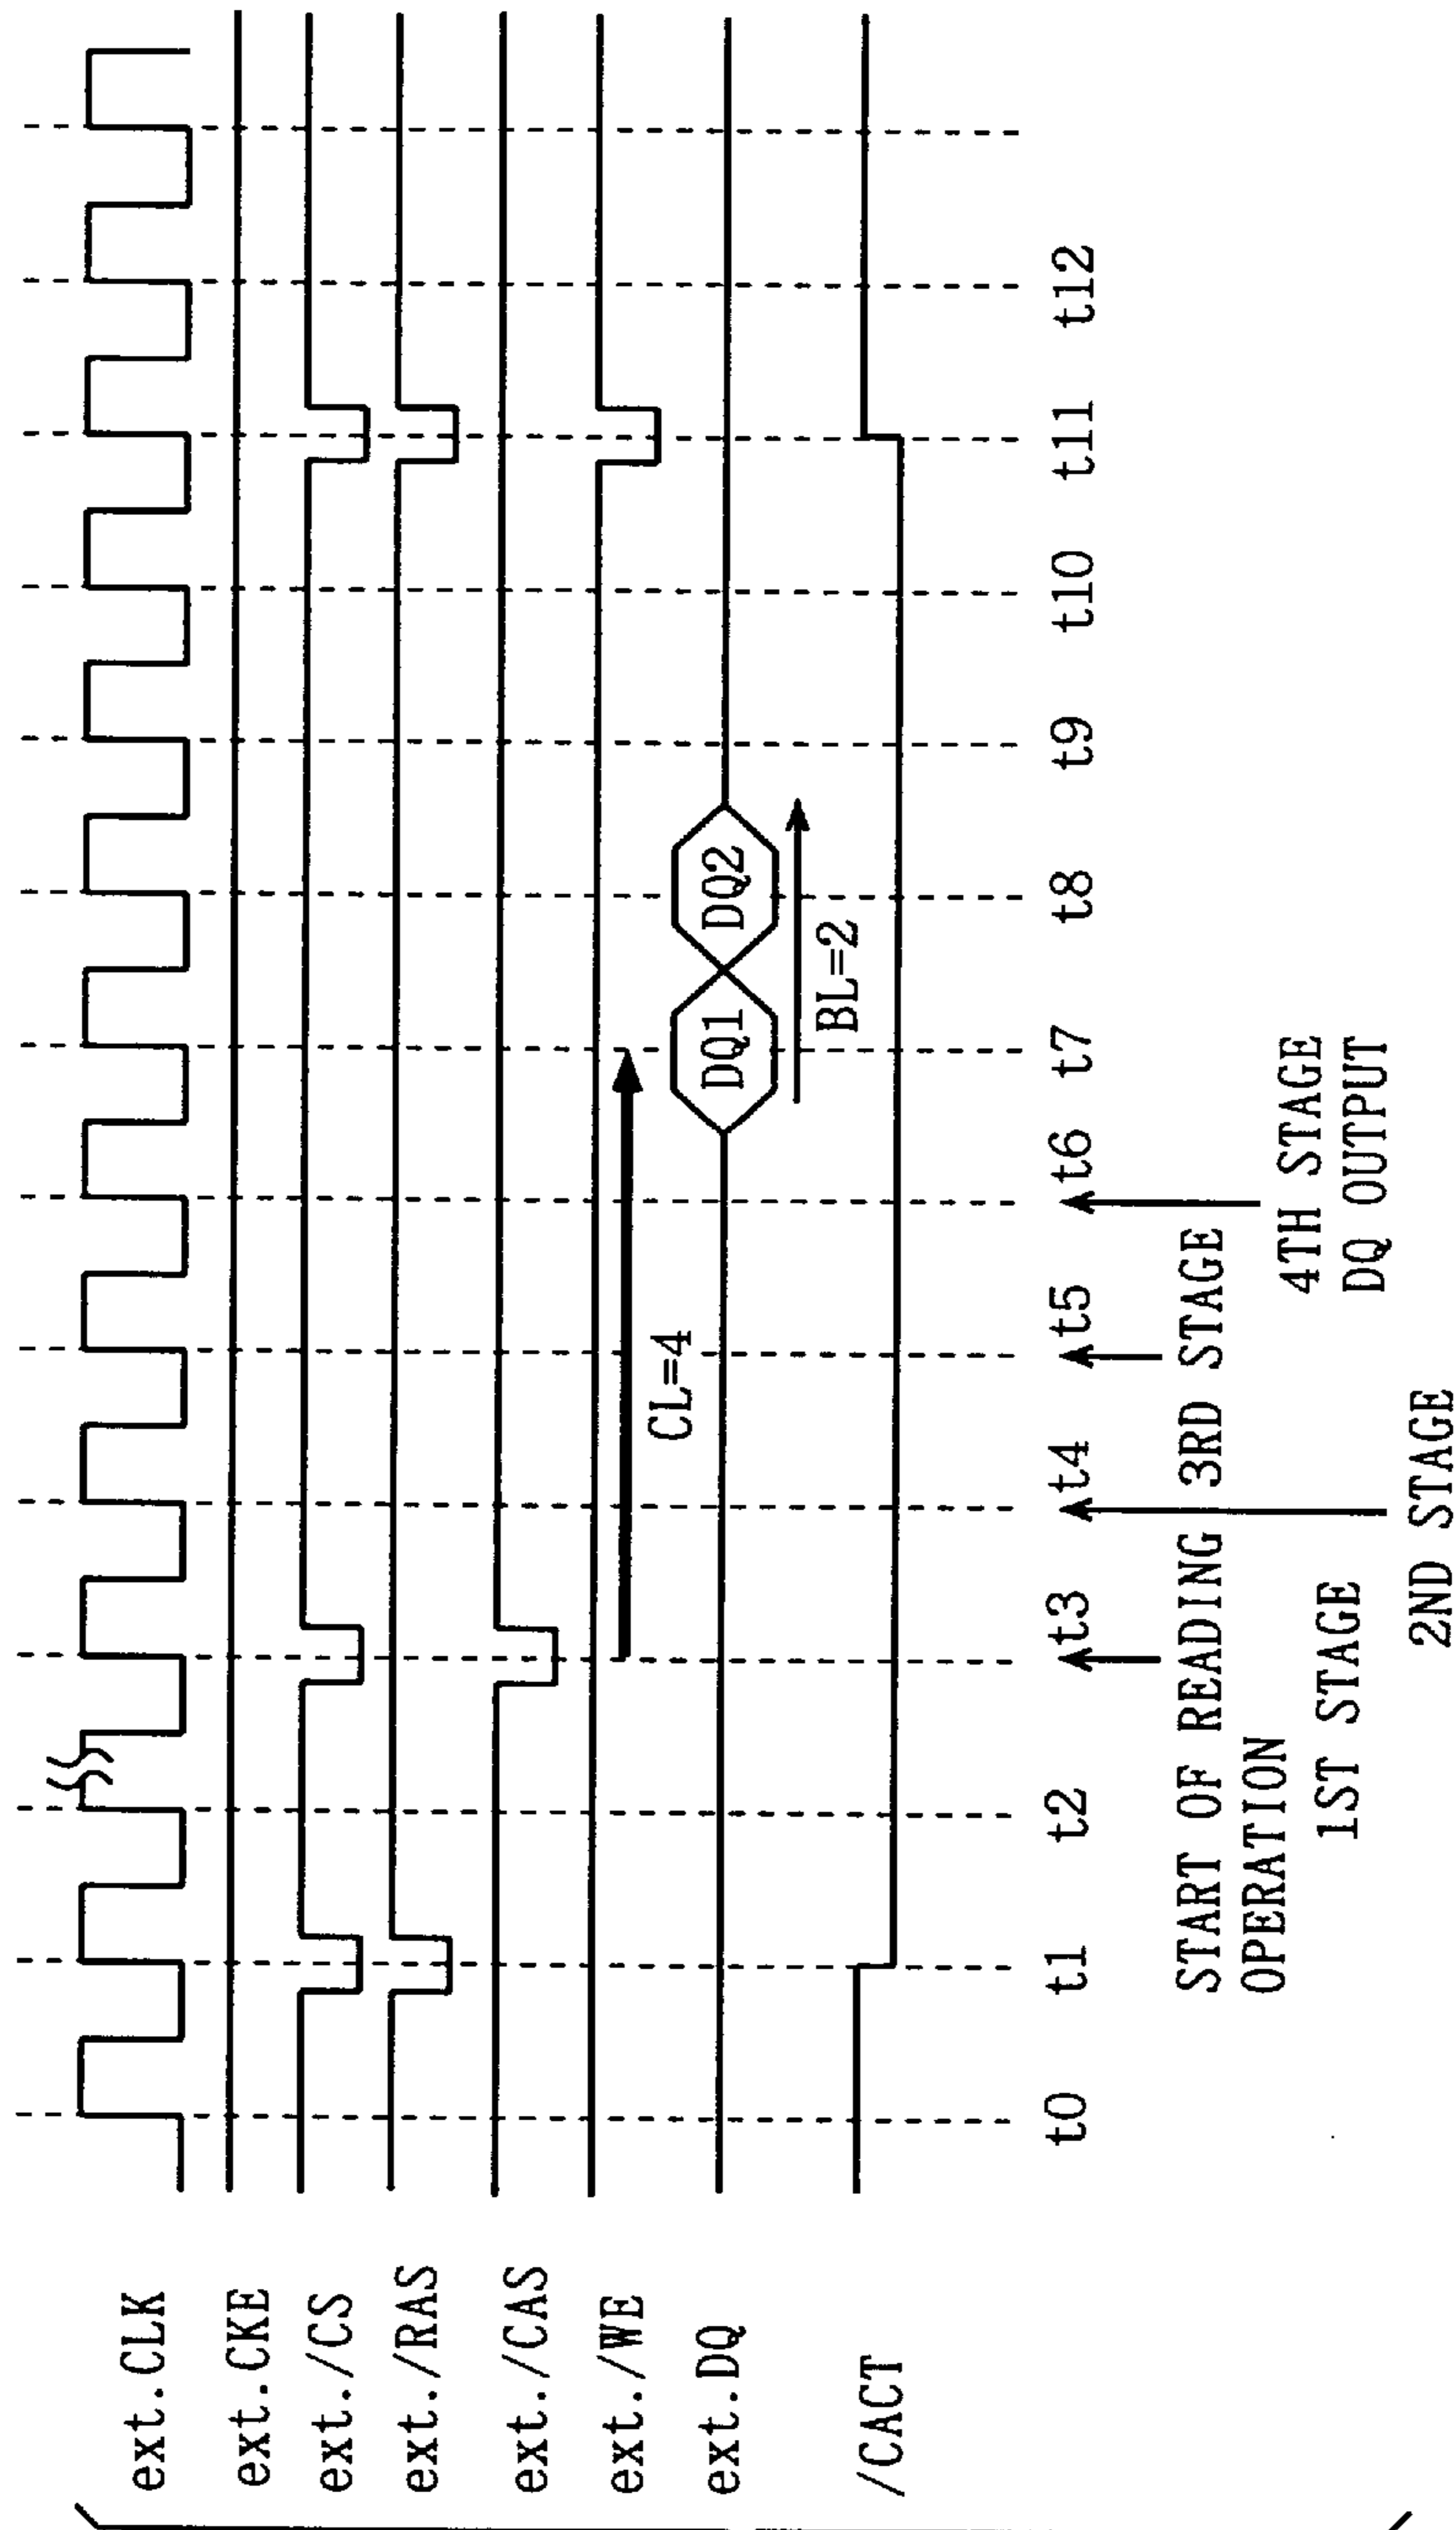 ext.CLK
ext.CKE
ext./CS
ext./RAS
ext./CAS
ext./WE
CL=4
ext.DQ
DQ1
DQ2
BL=2
/CACT
t0
t1
t2
t3
t4
t5
t6
t7
t8
t9
t10
t11
t12
START OF READING
OPERATION
1ST STAGE
2ND STAGE
3RD STAGE
4TH STAGE
DQ OUTPUT